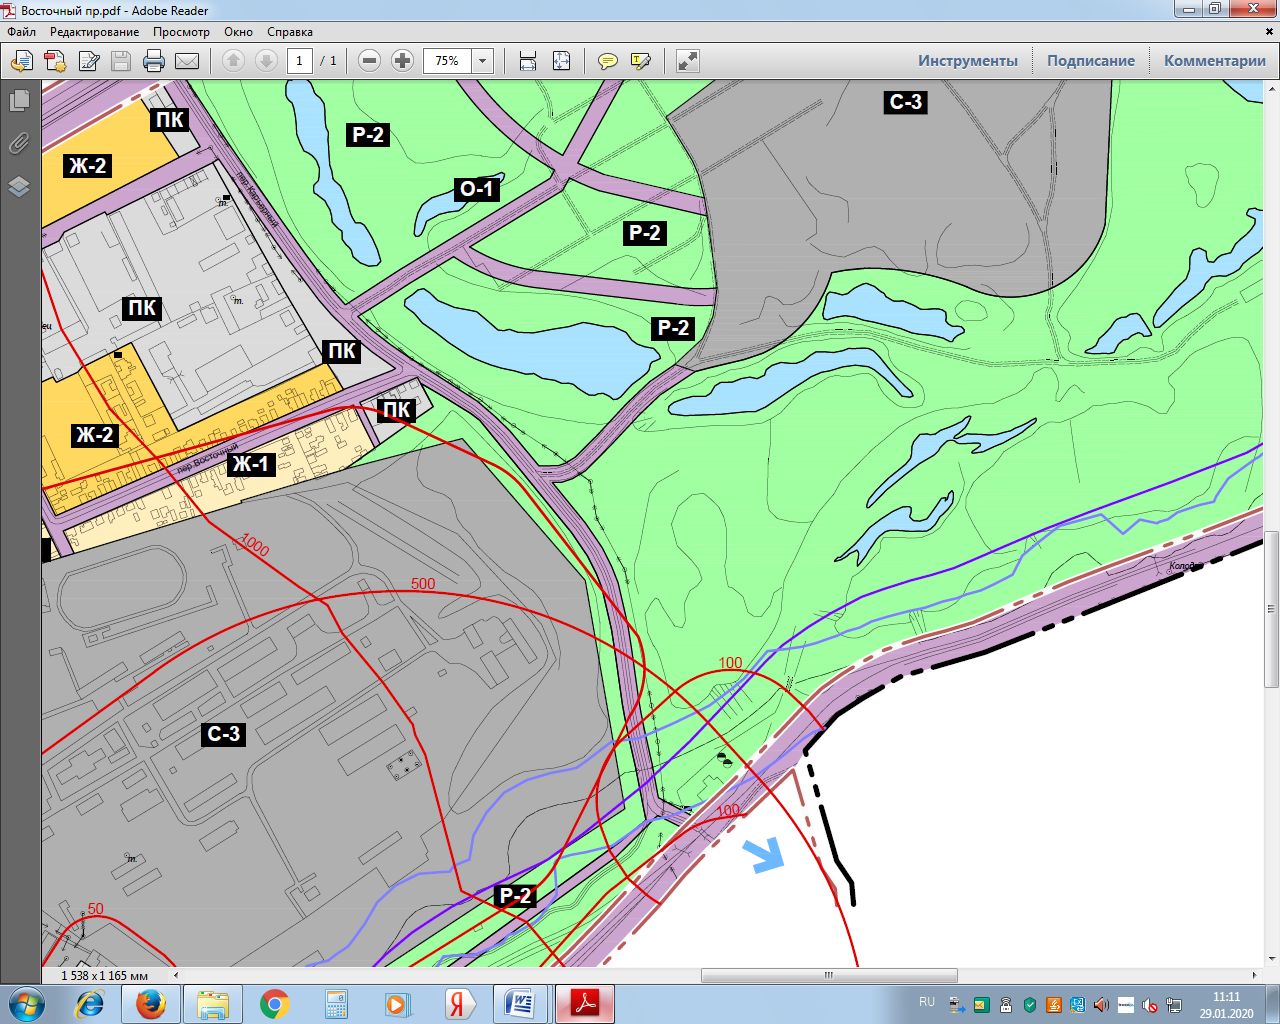 Восточный пр.pdf - Adobe Reader
Файл Редактирование Просмотр Окно Справка
1 / 1 75% Инструменты Подписание Комментарии
С-3
ПК
Р-2
Ж-2
О-1
пер. Карьерный
т.
Р-2
т.
ПК
Р-2
ПК
ПК
Ж-2
пер. Восточный
Ж-1
1000
500
100
С-3
100
т.
Р-2
50
1 538 x 1 165 мм
RU
11:11
29.01.2020